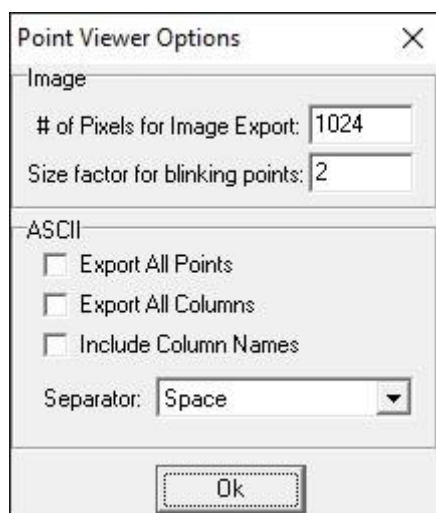 Point Viewer Options
Image
# of Pixels for Image Export: 1024
Size factor for blinking points: 2
ASCII
Export All Points
Export All Columns
Include Column Names
Separator: Space
Ok